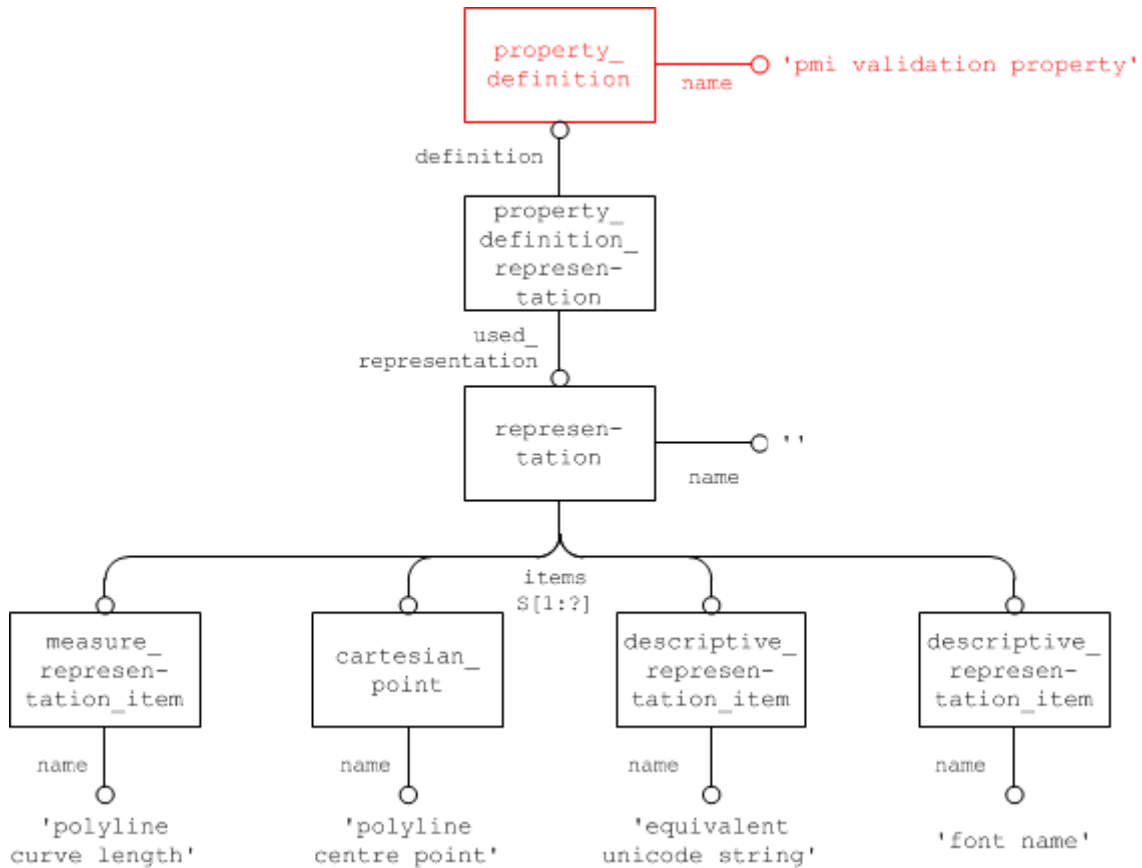 property_
definition
name
'pmi validation property'
definition
property_
definition_
represen-
tation
used_
representation
represen-
tation
name
''
items
S[1:?]
measure_
represen-
tation_item
cartesian_
point
descriptive_
represen-
tation_item
descriptive_
represen-
tation_item
name
name
name
name
'polyline
curve length'
'polyline
centre point'
'equivalent
unicode string'
'font name'